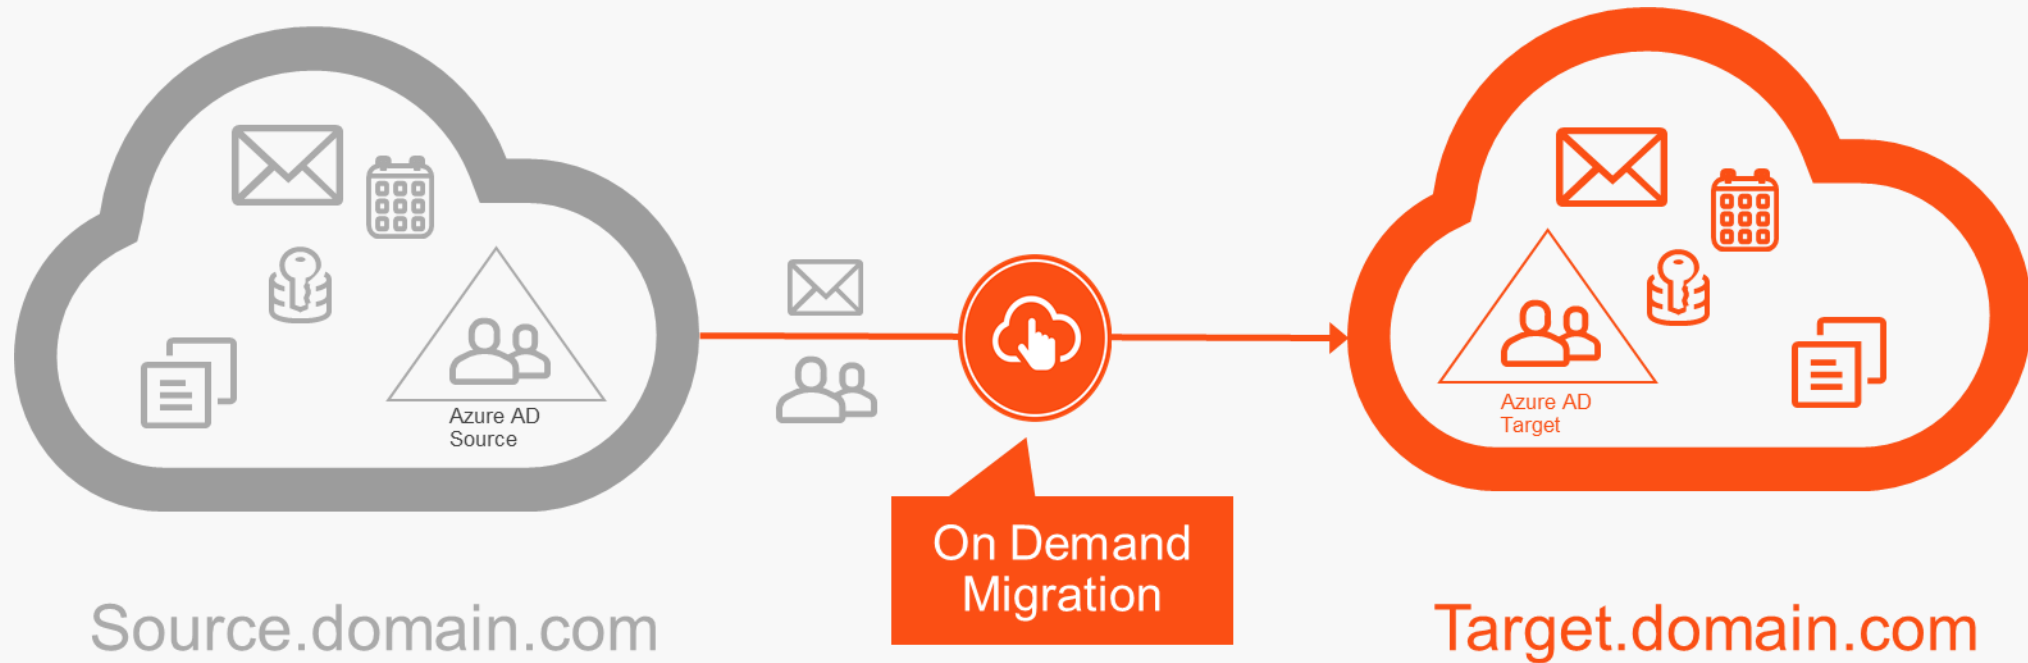 Azure AD
Source
Azure AD
Target
On Demand
Migration
Source.domain.com
Target.domain.com